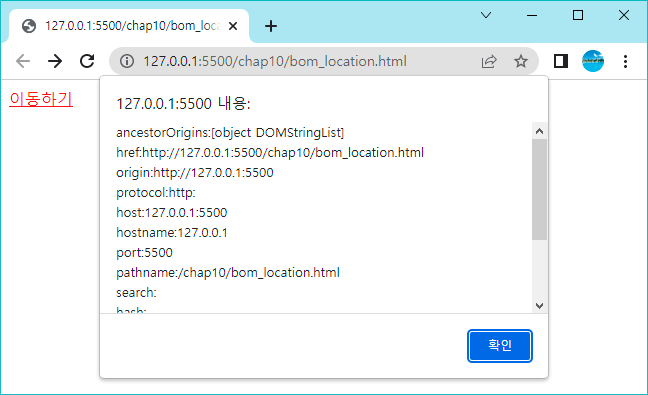 127.0.0.1:5500/chap10/bom_loca
127.0.0.1:5500/chap10/bom_location.html
이동하기
127.0.0.1:5500 내용:
ancestorOrigins:[object DOMStringList]
href:http://127.0.0.1:5500/chap10/bom_location.html
origin:http://127.0.0.1:5500
protocol:http:
host:127.0.0.1:5500
hostname:127.0.0.1
port:5500
pathname:/chap10/bom_location.html
search:
hash:
확인